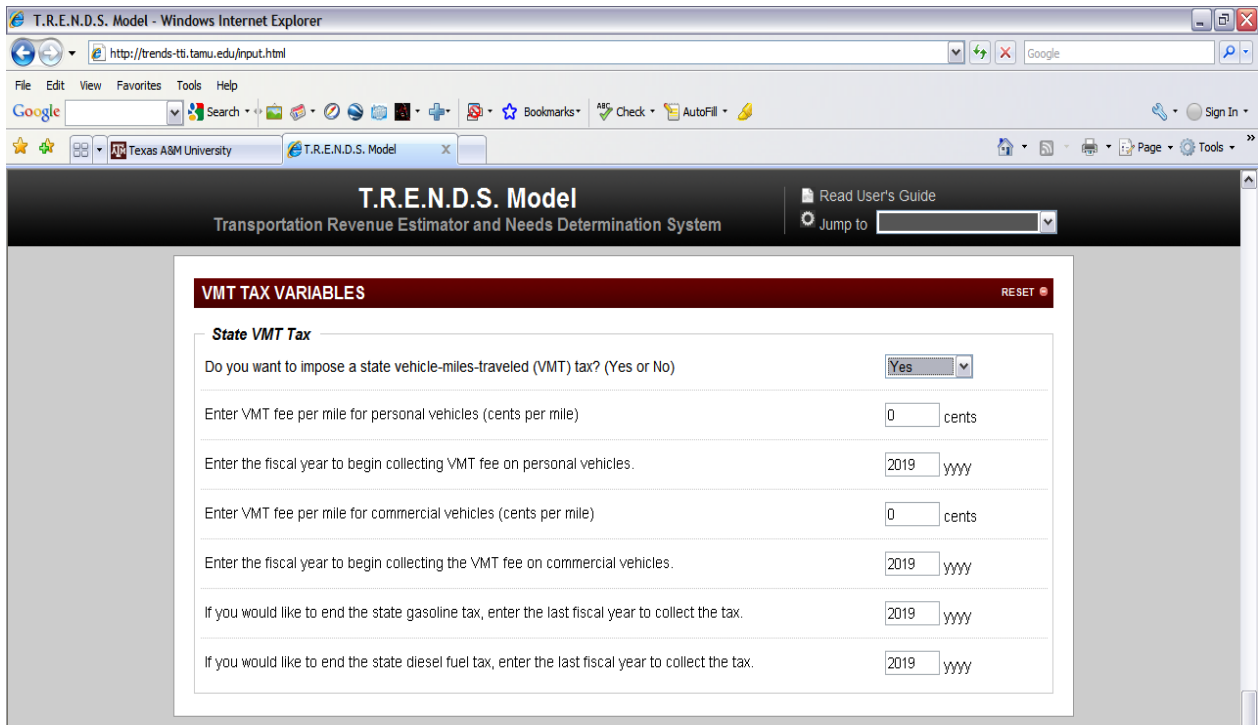 T.R.E.N.D.S. Model - Windows Internet Explorer
http://trends-tti.tamu.edu/input.html
Google
File Edit View Favorites Tools Help
Google Search Bookmarks Check AutoFill Sign In
Texas A&M University T.R.E.N.D.S. Model Page Tools
T.R.E.N.D.S. Model
Transportation Revenue Estimator and Needs Determination System
Read User's Guide
Jump to
VMT TAX VARIABLES RESET
State VMT Tax
Do you want to impose a state vehicle-miles-traveled (VMT) tax? (Yes or No) Yes
Enter VMT fee per mile for personal vehicles (cents per mile) 0 cents
Enter the fiscal year to begin collecting VMT fee on personal vehicles. 2019 yyyy
Enter VMT fee per mile for commercial vehicles (cents per mile) 0 cents
Enter the fiscal year to begin collecting the VMT fee on commercial vehicles. 2019 yyyy
If you would like to end the state gasoline tax, enter the last fiscal year to collect the tax. 2019 yyyy
If you would like to end the state diesel fuel tax, enter the last fiscal year to collect the tax. 2019 yyyy